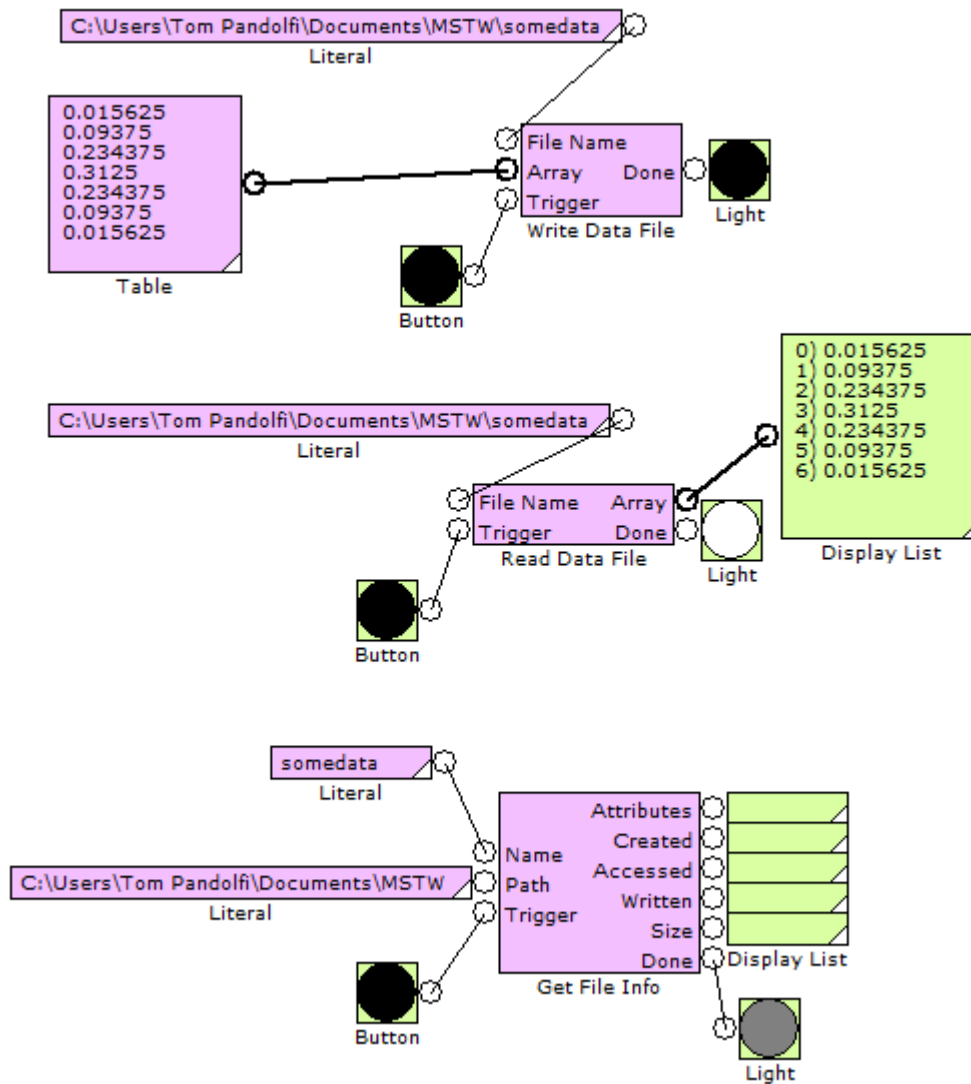 C:\Users\Tom Pandolfi\Documents\MSTW\somedata
Literal
0.015625
0.09375
0.234375
0.3125
0.234375
0.09375
0.015625
Table
File Name
Array Done
Trigger
Write Data File
Light
Button
0) 0.015625
1) 0.09375
2) 0.234375
3) 0.3125
4) 0.234375
5) 0.09375
6) 0.015625
Display List
C:\Users\Tom Pandolfi\Documents\MSTW\somedata
Literal
File Name Array
Trigger Done
Read Data File
Light
Button
somedata
Literal
C:\Users\Tom Pandolfi\Documents\MSTW
Literal
Attributes
Created
Name
Accessed
Path
Written
Trigger
Size
Done
Get File Info
Display List
Button
Light